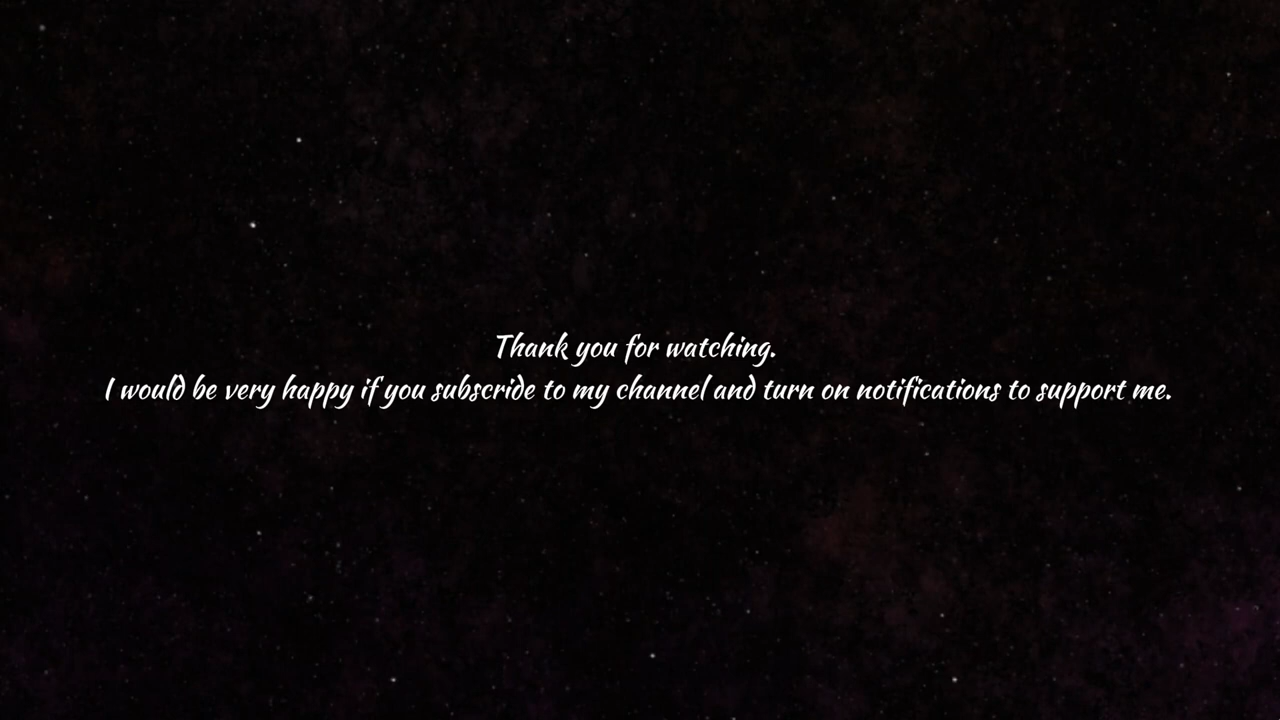 Thank you for watching.
I would be very happy if you subscride to my channel and turn on notifications to support me.